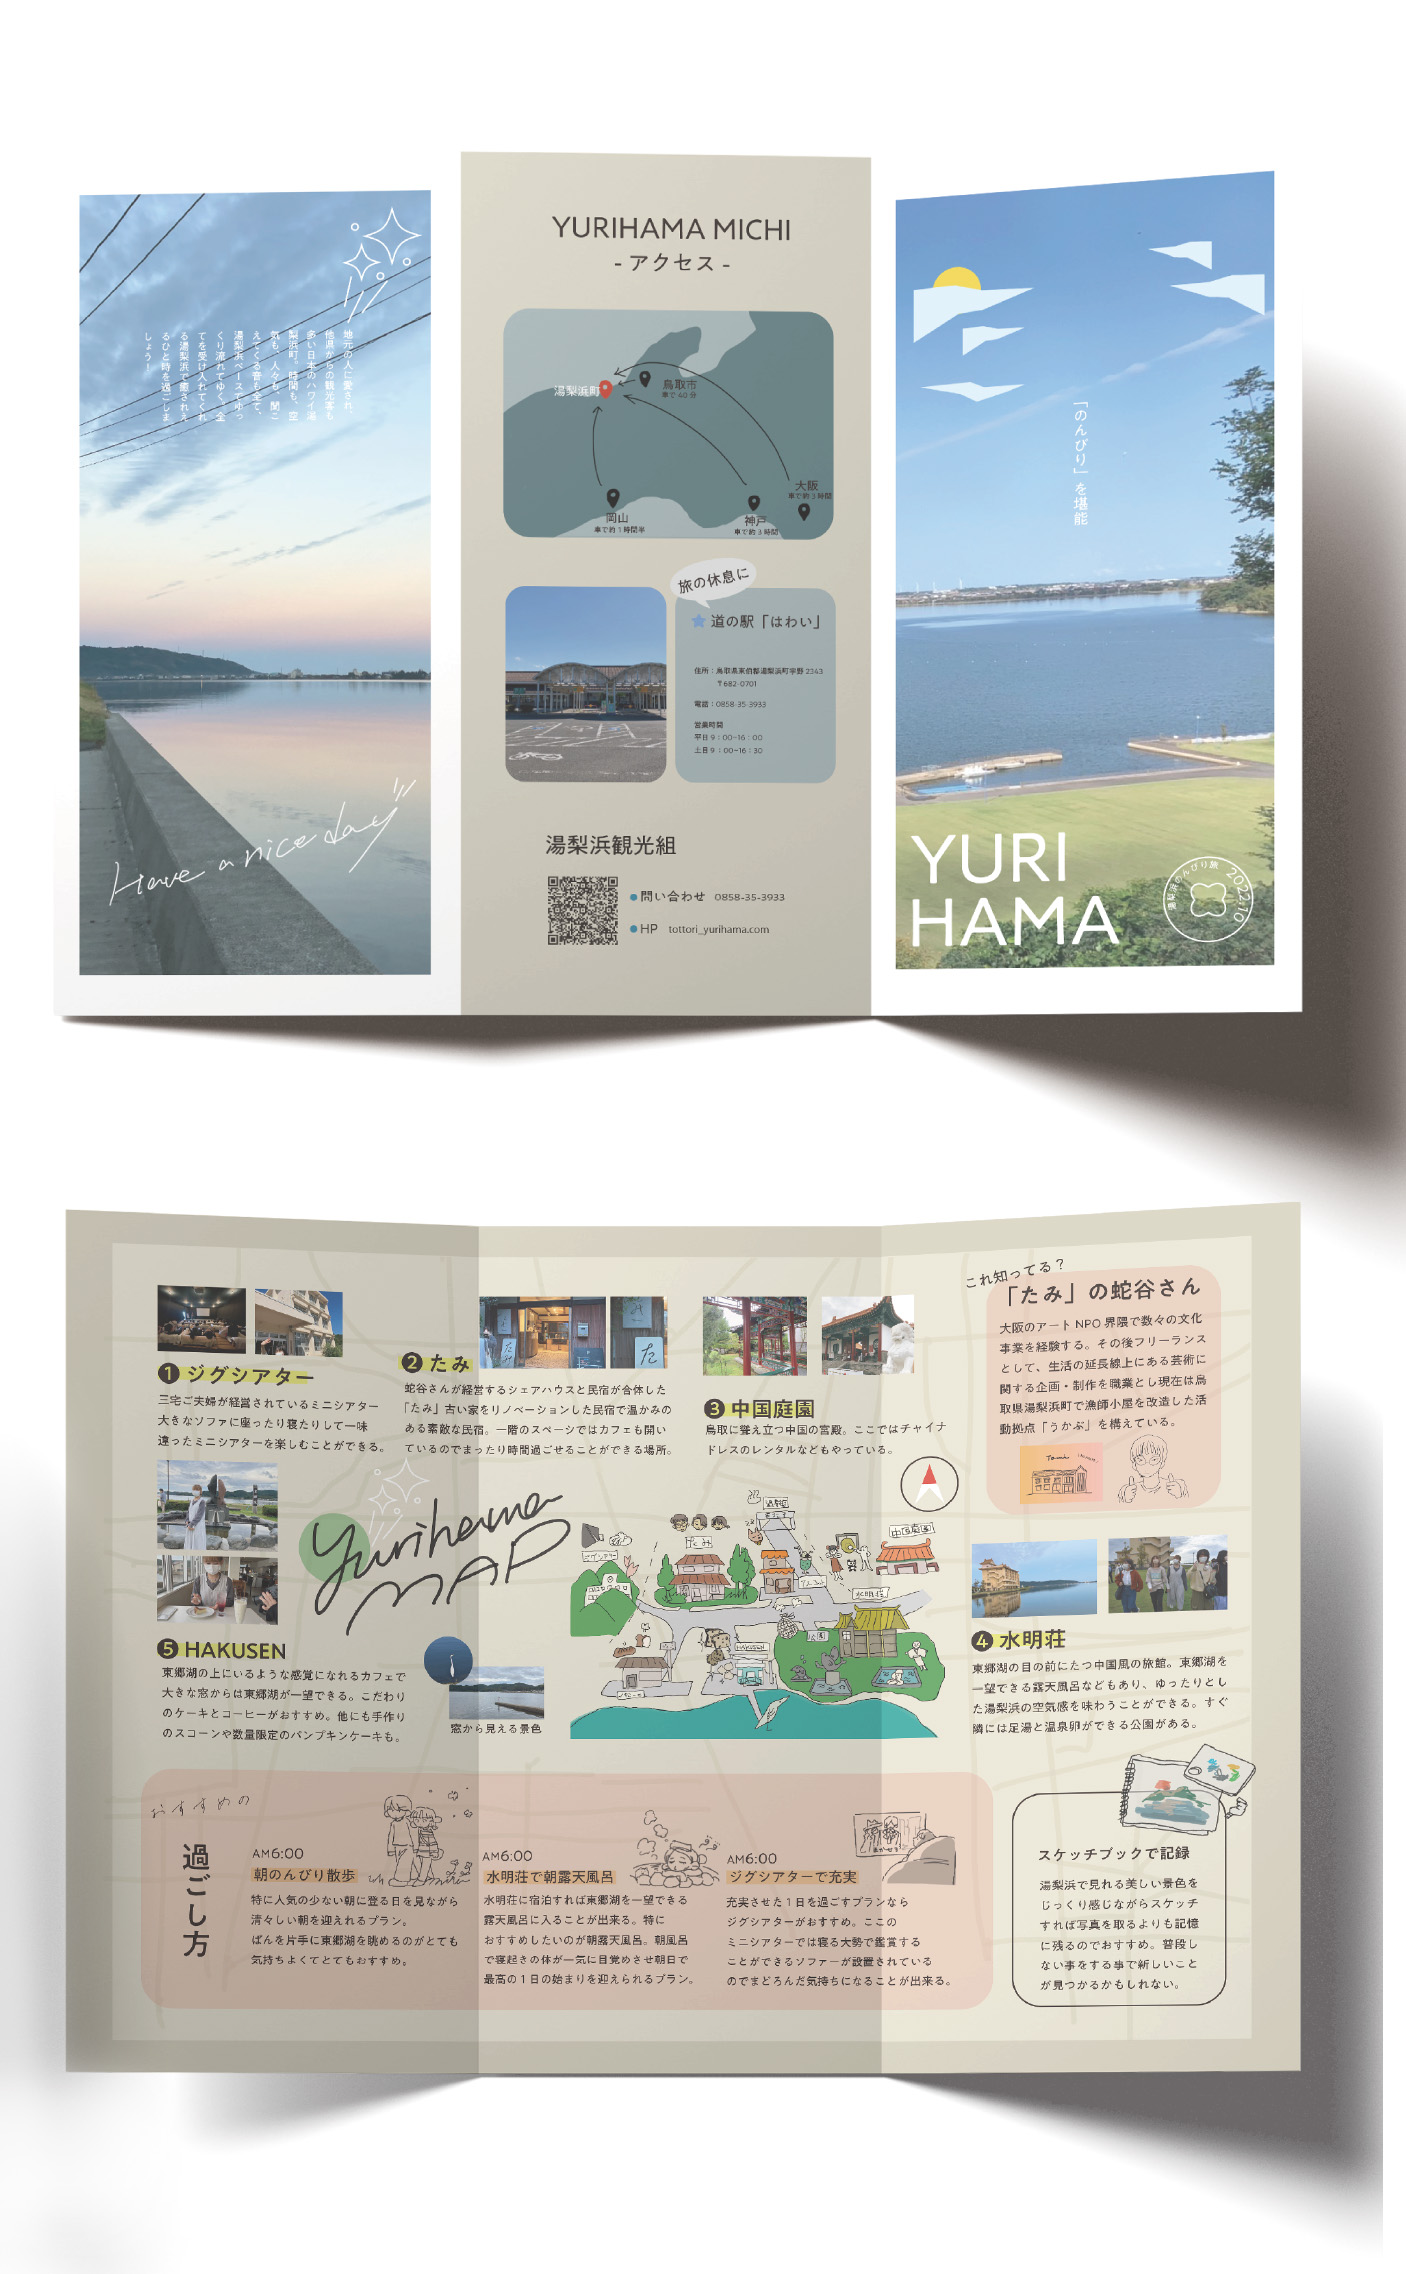 地元の人に愛され、
他県からの観光客も
多い日本のハワイ湯
梨浜町。時間も、空
気も、人々も、聞こ
えてくる音も全て、
湯梨浜ペースでゆっ
くり流れてゆく。全
てを受け入れてくれ
る湯梨浜で癒されえ
るひと時を過ごしま
しょう！
Have a nice day
YURIHAMA MICHI
- アクセス -
湯梨浜町
鳥取市
車で40分
大阪
車で約3時間
岡山
車で約1時間半
神戸
車で約3時間
旅の休息に
道の駅「はわい」
住所：鳥取県東伯郡湯梨浜町宇野2343
〒682-0701
電話：0858-35-3933
営業時間
平日9：00~16：00
土日9：00~16：30
湯梨浜観光組
問い合わせ 0858-35-3933
HP tottori_yurihama.com
「のんびり」を堪能
YURI
HAMA
湯梨浜のんびり旅 2022.10
1 ジグシアター
三宅ご夫婦が経営されているミニシアター
大きなソファに座ったり寝たりして一味
違ったミニシアターを楽しむことができる。
2 たみ
蛇谷さんが経営するシェアハウスと民宿が合体した
「たみ」古い家をリノベーションした民宿で温かみの
ある素敵な民宿。一階のスペースではカフェも開い
ているのでまったり時間過ごせることができる場所。
3 中国庭園
鳥取に聳え立つ中国の宮殿。ここではチャイナ
ドレスのレンタルなどもやっている。
これ知ってる？
「たみ」の蛇谷さん
大阪のアートNPO界隈で数々の文化
事業を経験する。その後フリーランス
として、生活の延長線上にある芸術に
関する企画・制作を職業とし現在は鳥
取県湯梨浜町で漁師小屋を改造した活
動拠点「うかぶ」を構えている。
Tami
Yurihama
MAP
ジグシアター
たみ
中国庭園
水明荘
HAKUSEN
4 水明荘
東郷湖の目の前にたつ中国風の旅館。東郷湖を
一望できる露天風呂などもあり、ゆったりとし
た湯梨浜の空気感を味わうことができる。すぐ
隣には足湯と温泉卵ができる公園がある。
5 HAKUSEN
東郷湖の上にいるような感覚になれるカフェで
大きな窓からは東郷湖が一望できる。こだわり
のケーキとコーヒーがおすすめ。他にも手作り
のスコーンや数量限定のパンプキンケーキも。
窓から見える景色
おすすめの
過ごし方
AM6:00
朝のんびり散歩
特に人気の少ない朝に登る日を見ながら
清々しい朝を迎えれるプラン。
ぱんを片手に東郷湖を眺めるのがとても
気持ちよくてとてもおすすめ。
AM6:00
水明荘で朝露天風呂
水明荘に宿泊すれば東郷湖を一望できる
露天風呂に入ることが出来る。特に
おすすめしたいのが朝露天風呂。朝風呂
で寝起きの体が一気に目覚めさせ朝日で
最高の1日の始まりを迎えられるプラン。
AM6:00
ジグシアターで充実
充実させた1日を過ごすプランなら
ジグシアターがおすすめ。ここの
ミニシアターでは寝る大勢で鑑賞する
ことができるソファーが設置されている
のでまどろんだ気持ちになることが出来る。
スケッチブックで記録
湯梨浜で見れる美しい景色を
じっくり感じながらスケッチ
すれば写真を取るよりも記憶
に残るのでおすすめ。普段し
ない事をする事で新しいこと
が見つかるかもしれない。